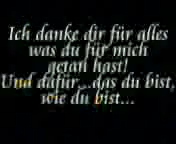 Ich danke dir für alles
was du für mich
getan hast!
Und dafür...das du bist,
wie du bist...